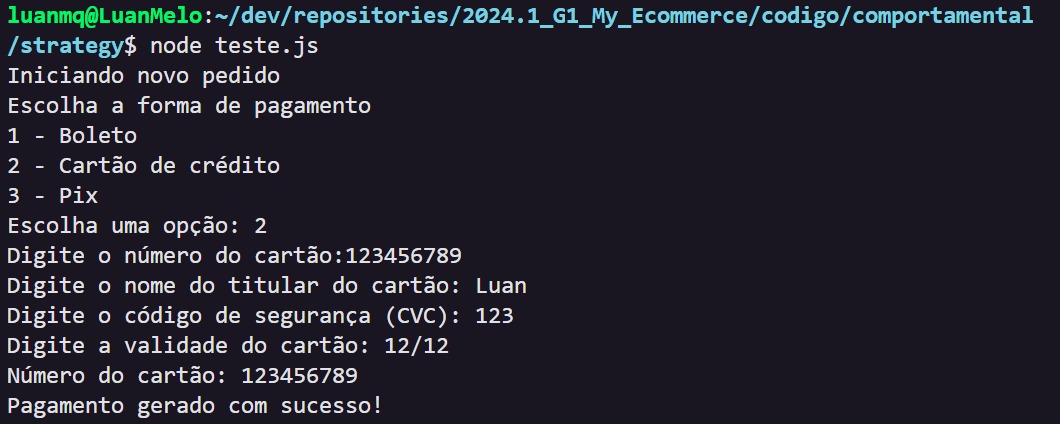 luanmq@LuanMelo:~/dev/repositories/2024.1_G1_My_Ecommerce/codigo/comportamental
/strategy$ node teste.js
Iniciando novo pedido
Escolha a forma de pagamento
1 - Boleto
2 - Cartão de crédito
3 - Pix
Escolha uma opção: 2
Digite o número do cartão:123456789
Digite o nome do titular do cartão: Luan
Digite o código de segurança (CVC): 123
Digite a validade do cartão: 12/12
Número do cartão: 123456789
Pagamento gerado com sucesso!